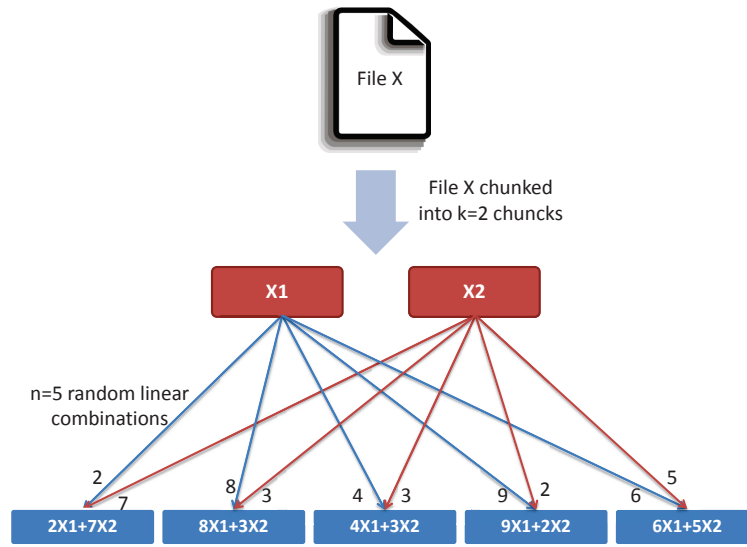 File X
File X chunked
into k=2 chuncks
X1
X2
n=5 random linear
combinations
2
7
8
3
4
3
9
2
6
5
2X1+7X2
8X1+3X2
4X1+3X2
9X1+2X2
6X1+5X2